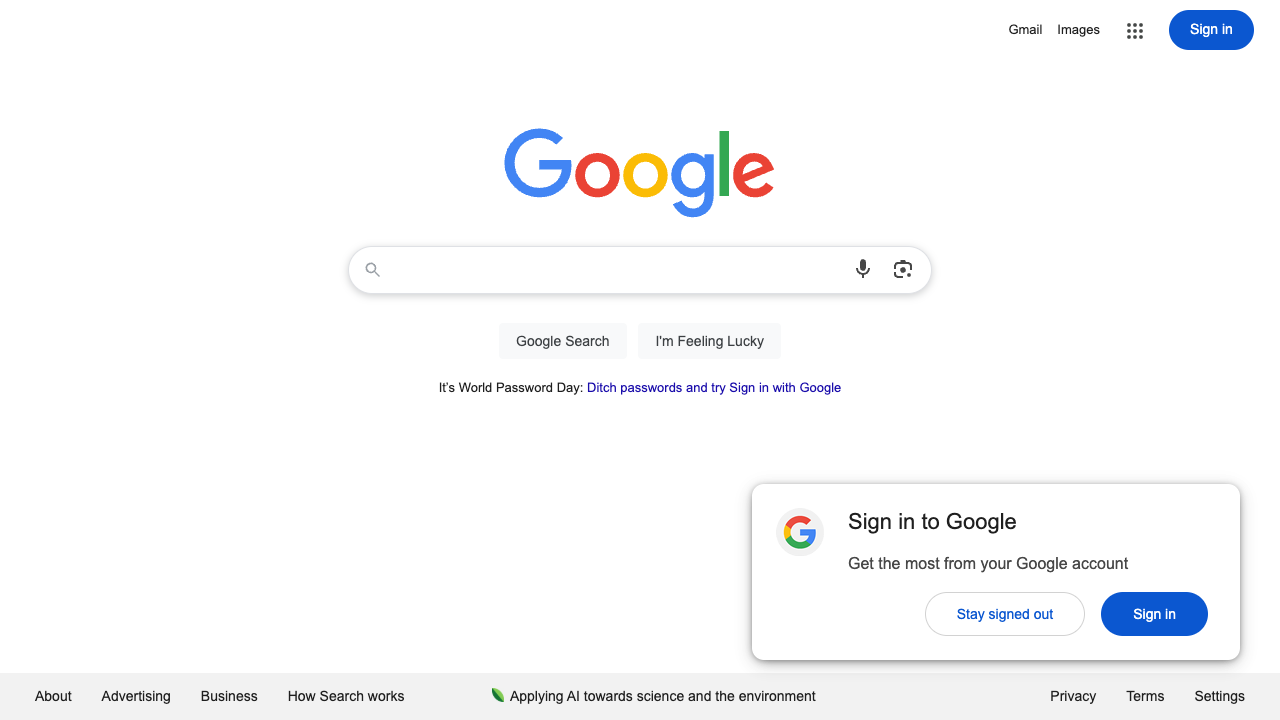 Gmail Images Sign in
Google
Google Search I'm Feeling Lucky
It's World Password Day: Ditch passwords and try Sign in with Google
Sign in to Google
Get the most from your Google account
Stay signed out Sign in
About Advertising Business How Search works Applying AI towards science and the environment Privacy Terms Settings